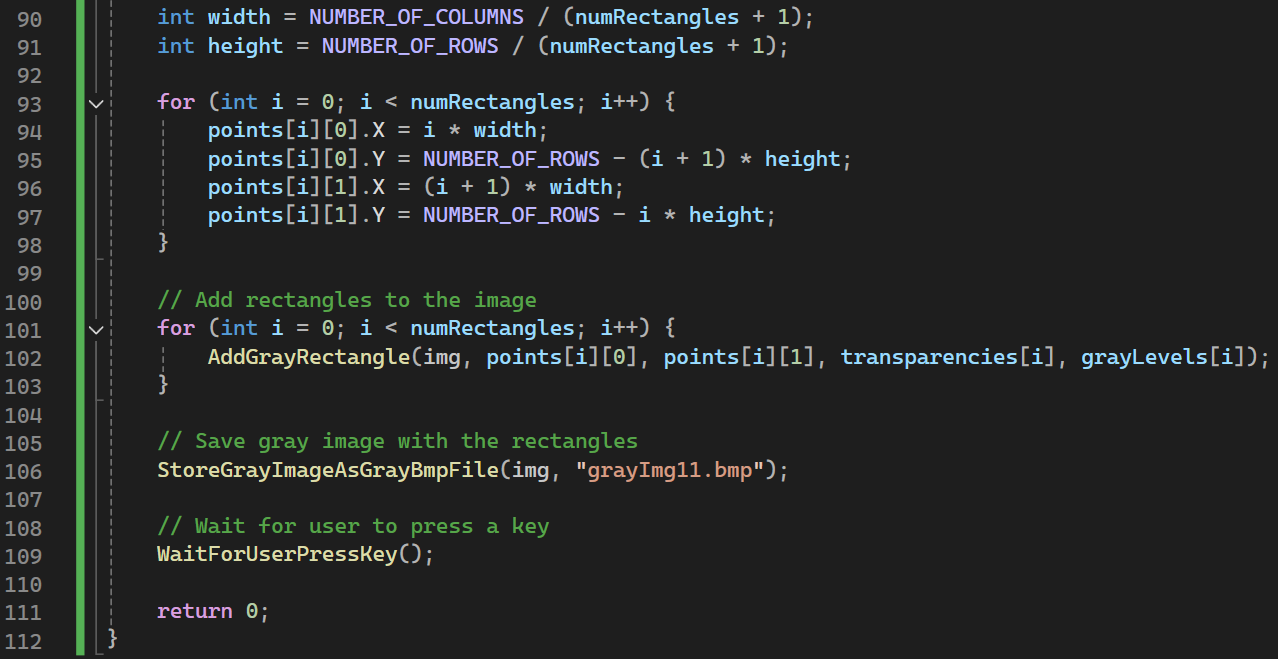 90 int width = NUMBER_OF_COLUMNS / (numRectangles + 1);
91 int height = NUMBER_OF_ROWS / (numRectangles + 1);
92
93 for (int i = 0; i < numRectangles; i++) {
94 points[i][0].X = i * width;
95 points[i][0].Y = NUMBER_OF_ROWS - (i + 1) * height;
96 points[i][1].X = (i + 1) * width;
97 points[i][1].Y = NUMBER_OF_ROWS - i * height;
98 }
99
100 // Add rectangles to the image
101 for (int i = 0; i < numRectangles; i++) {
102 AddGrayRectangle(img, points[i][0], points[i][1], transparencies[i], grayLevels[i]);
103 }
104
105 // Save gray image with the rectangles
106 StoreGrayImageAsGrayBmpFile(img, "grayImg11.bmp");
107
108 // Wait for user to press a key
109 WaitForUserPressKey();
110
111 return 0;
112 }